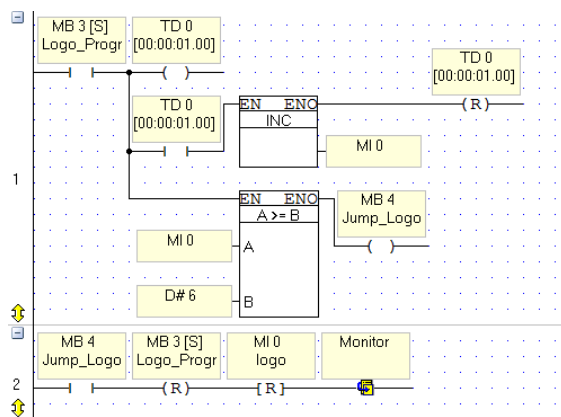 MB 3 [S]
Logo_Progr
TD 0
[00:00:01.00]
( )
TD 0
[00:00:01.00]
(R)
TD 0
[00:00:01.00]
EN ENO
INC
MI 0
1
EN ENO
A >= B
MB 4
Jump_Logo
( )
MI 0
A
D# 6
B
MB 4
Jump_Logo
MB 3 [S]
Logo_Progr
MI 0
logo
Monitor
2
(R)
[R]